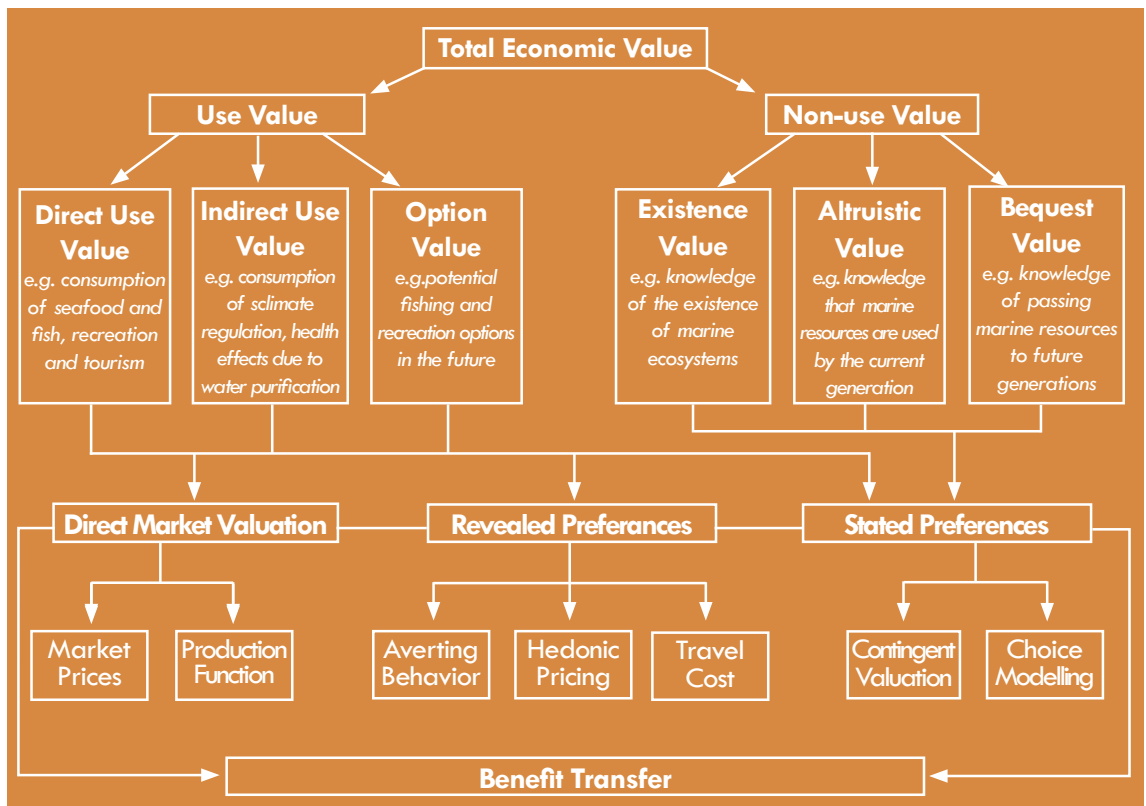 Total Economic Value
Use Value
Non-use Value
Direct Use
Value
e.g. consumption
of seafood and
fish, recreation
and tourism
Indirect Use
Value
e.g. consumption
of sclimate
regulation, health
effects due to
water purification
Option
Value
e.g.potential
fishing and
recreation options
in the future
Existence
Value
e.g. knowledge
of the existence
of marine
ecosystems
Altruistic
Value
e.g. knowledge
that marine
resources are used
by the current
generation
Bequest
Value
e.g. knowledge
of passing
marine resources
to future
generations
Direct Market Valuation
Revealed Preferances
Stated Preferences
Market
Prices
Production
Function
Averting
Behavior
Hedonic
Pricing
Travel
Cost
Contingent
Valuation
Choice
Modelling
Benefit Transfer